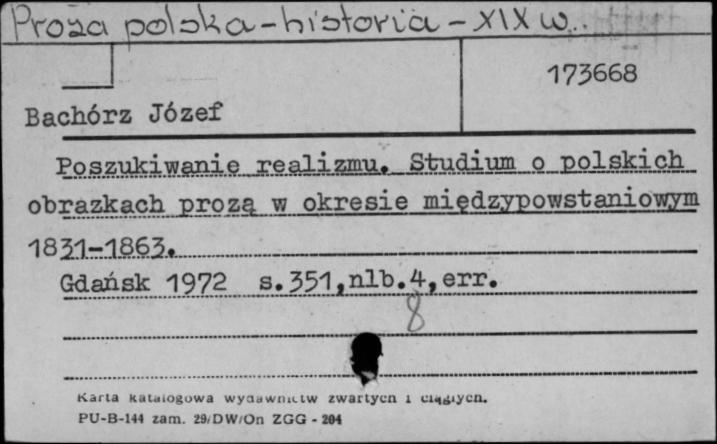 Proza polska - historia - XIX w.
173668
Bachórz Józef
Poszukiwanie realizmu. Studium o polskich
obrazkach prozą w okresie międzypowstaniowym
1831-1863.
Gdańsk 1972 s.351,nlb.4,err.
8
Karta katalogowa wydawnictw zwartych i ciągłych.
PU-B-144 zam. 29/DW/On ZGG - 204